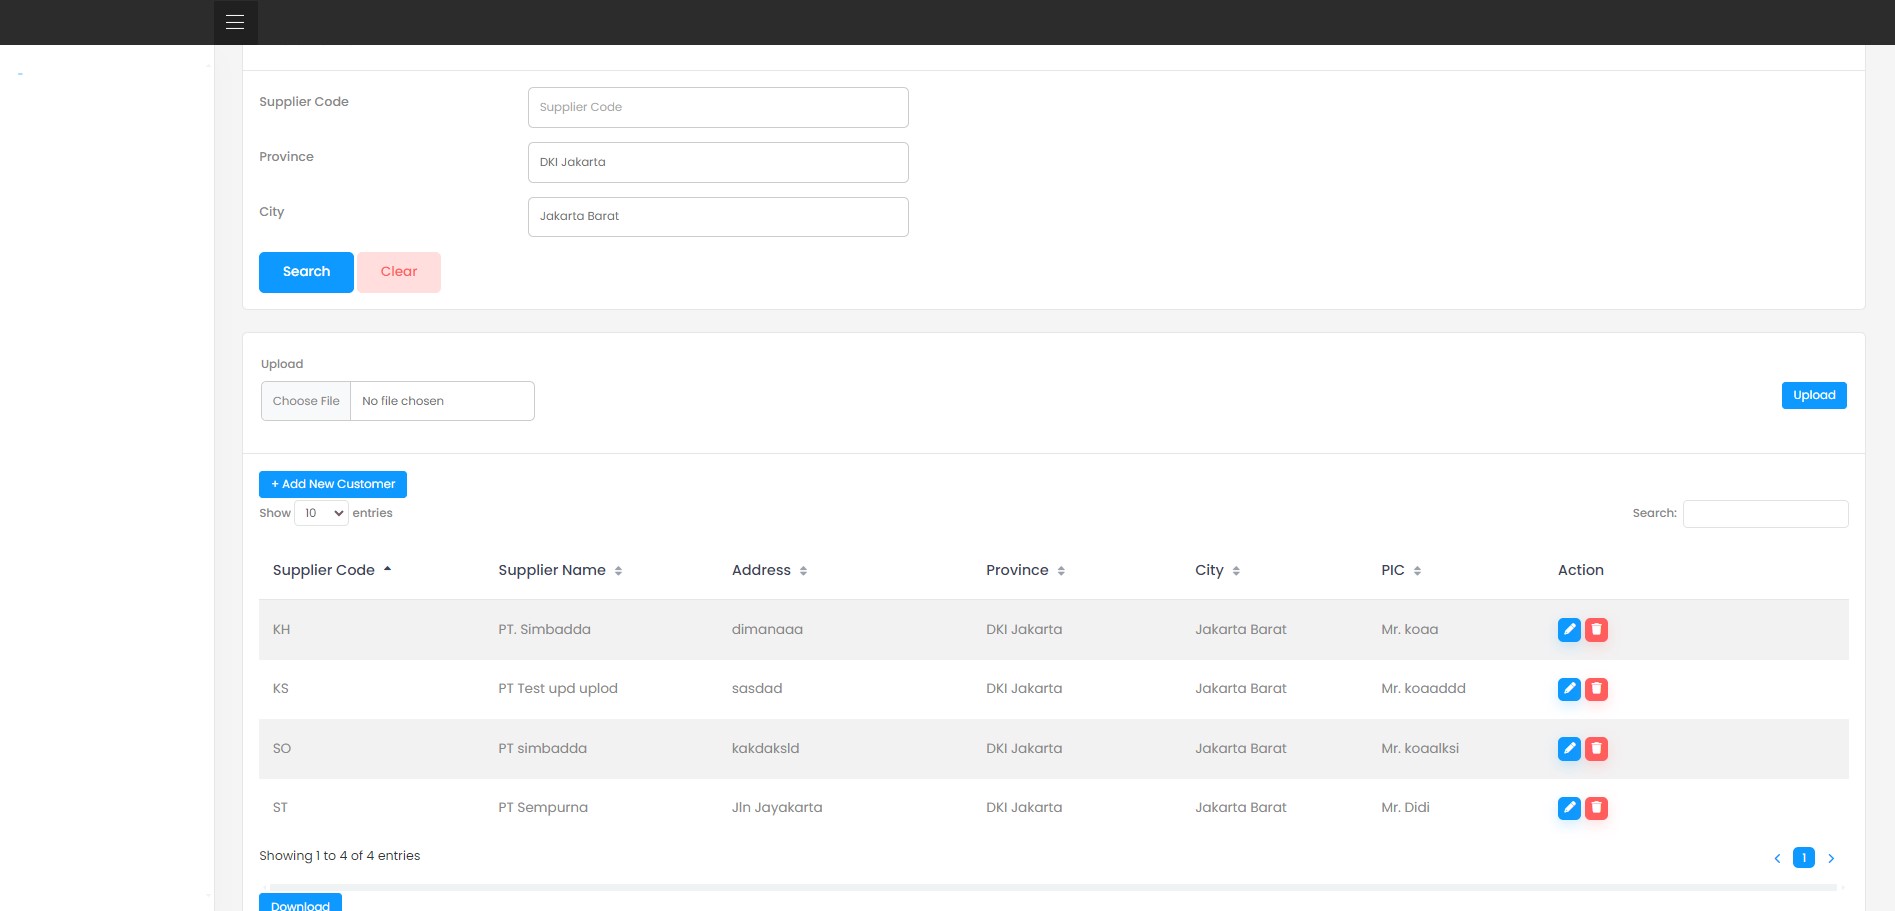 Supplier Code
Supplier Code
Province
DKI Jakarta
City
Jakarta Barat
Search Clear
Upload
Choose File No file chosen
Upload
+ Add New Customer
Show 10 entries
Search:
Supplier Code Supplier Name Address Province City PIC Action
KH PT. Simbadda dimanaaa DKI Jakarta Jakarta Barat Mr. koaa
KS PT Test upd uplod sasdad DKI Jakarta Jakarta Barat Mr. koaaddd
SO PT simbadda kakdaksld DKI Jakarta Jakarta Barat Mr. koaalksi
ST PT Sempurna Jln Jayakarta DKI Jakarta Jakarta Barat Mr. Didi
Showing 1 to 4 of 4 entries
1
Download